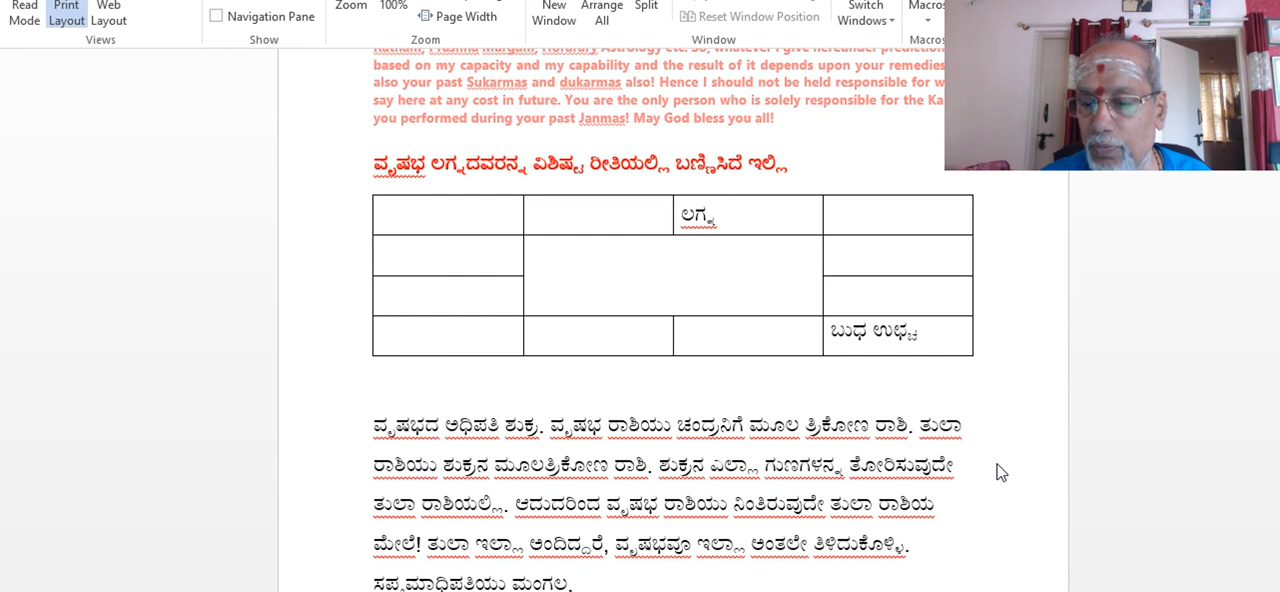 Read Print Web Zoom 100% New Arrange Split Switch Macros
Mode Layout Layout Navigation Pane Page Width Window All Reset Window Position Windows
Views Show Zoom Window Macros
based on my capacity and my capability and the result of it depends upon your remedies
also your past Sukarmas and dukarmas also! Hence I should not be held responsible for w
say here at any cost in future. You are the only person who is solely responsible for the Ka
you performed during your past Janmas! May God bless you all!
ವೃಷಭ ಲಗ್ನದವರನ್ನ ವಿಶಿಷ್ಟ ರೀತಿಯಲ್ಲಿ ಬಣ್ಣಿಸಿದೆ ಇಲ್ಲಿ
ಲಗ್ನ
ಬುಧ ಉಛ್ಚ
ವೃಷಭದ ಅಧಿಪತಿ ಶುಕ್ರ. ವೃಷಭ ರಾಶಿಯು ಚಂದ್ರನಿಗೆ ಮೂಲ ತ್ರಿಕೋಣ ರಾಶಿ. ತುಲಾ
ರಾಶಿಯು ಶುಕ್ರನ ಮೂಲತ್ರಿಕೋಣ ರಾಶಿ. ಶುಕ್ರನ ಎಲ್ಲಾ ಗುಣಗಳನ್ನ ತೋರಿಸುವುದೇ
ತುಲಾ ರಾಶಿಯಲ್ಲಿ. ಆದುದರಿಂದ ವೃಷಭ ರಾಶಿಯು ನಿಂತಿರುವುದೇ ತುಲಾ ರಾಶಿಯ
ಮೇಲೆ! ತುಲಾ ಇಲ್ಲಾ ಅಂದಿದ್ದರೆ, ವೃಷಭವೂ ಇಲ್ಲಾ ಅಂತಲೇ ತಿಳಿದುಕೊಳ್ಳಿ.
ಸಪ್ತಮಾಧಿಪತಿಯು ಮಂಗಲ.